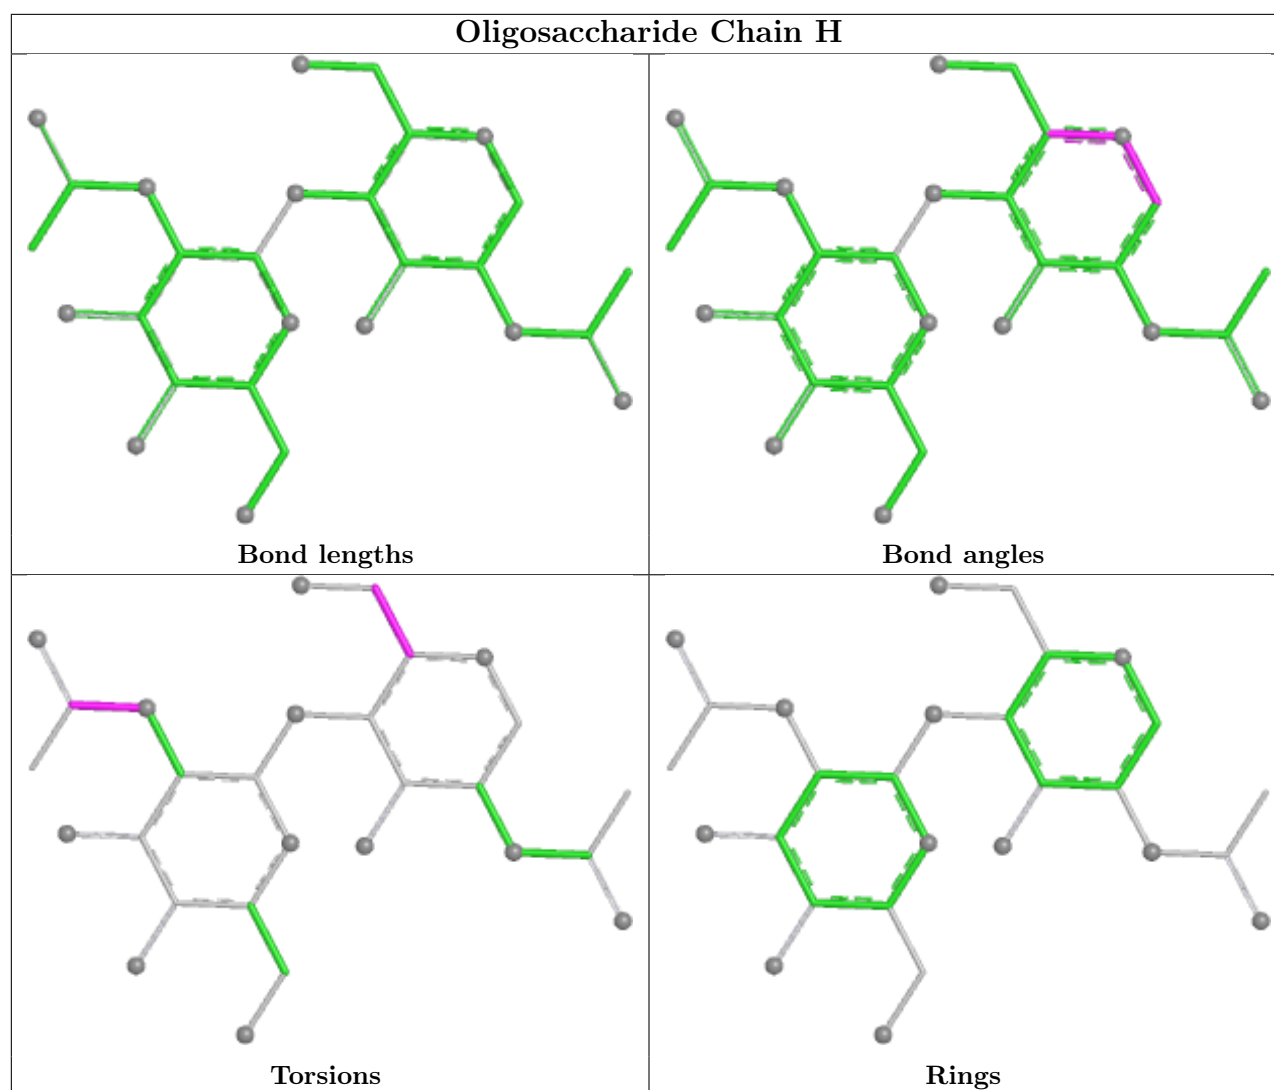 Oligosaccharide Chain H
Bond lengths
Bond angles
Torsions
Rings